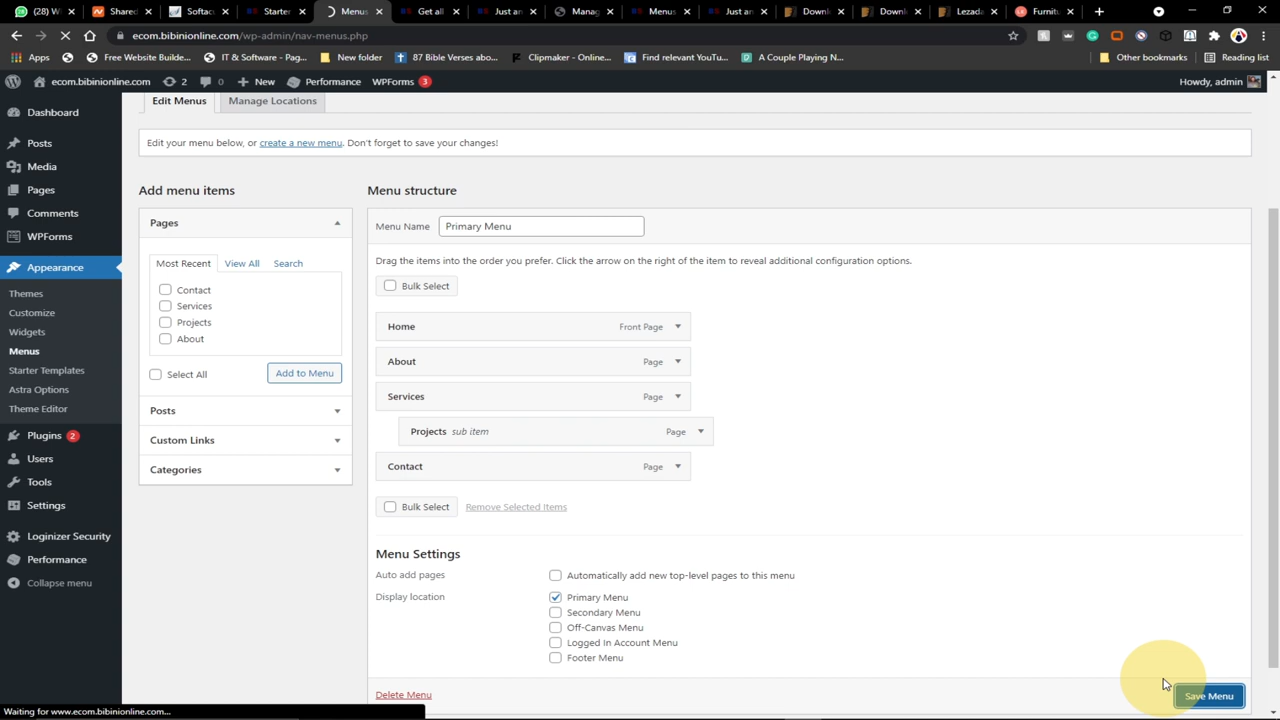 (58) W
Shared
Softac
Starter
Menus
Get all
Just an
Manag
Menus
Just an
Downl
Downl
Lezad
Furnitu
ecom.bibinionline.com/wp-admin/nav-menus.php
Apps
Free Website Builde...
IT & Software - Pag...
New folder
87 Bible Verses abo...
Clipmaker - Online...
Find relevant YouTu...
A Couple Playing N...
Other bookmarks
Reading list
ecom.bibinionline.com
2
0
New
Performance
WPForms 3
Howdy, admin
Dashboard
Posts
Media
Pages
Comments
WPForms
Appearance
Themes
Customize
Widgets
Menus
Starter Templates
Astra Options
Theme Editor
Plugins 2
Users
Tools
Settings
Loginizer Security
Performance
Collapse menu
Edit Menus
Manage Locations
Edit your menu below, or create a new menu. Don't forget to save your changes!
Add menu items
Pages
Most Recent View All Search
Contact
Services
Projects
About
Select All
Add to Menu
Posts
Custom Links
Categories
Menu structure
Menu Name Primary Menu
Drag the items into the order you prefer. Click the arrow on the right of the item to reveal additional configuration options.
Bulk Select
Home Front Page
About Page
Services Page
Projects sub item Page
Contact Page
Bulk Select Remove Selected Items
Menu Settings
Auto add pages Automatically add new top-level pages to this menu
Display location Primary Menu
Secondary Menu
Off-Canvas Menu
Logged In Account Menu
Footer Menu
Delete Menu
Save Menu
Waiting for www.ecom.bibinionline.com...